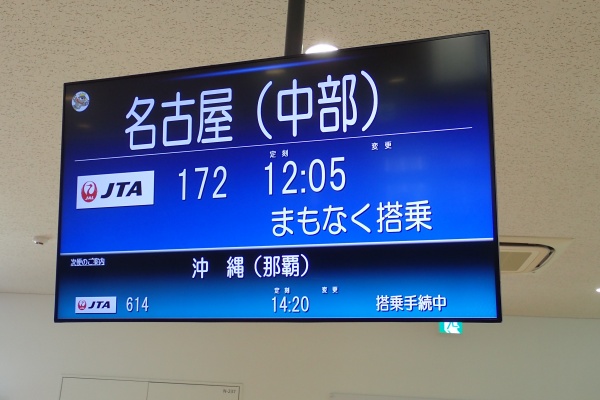 名古屋（中部）
定刻 変更
JAL JTA 172 12:05
まもなく搭乗
次便のご案内
沖 縄（那覇）
定刻 変更
JTA 614 14:20 搭乗手続中